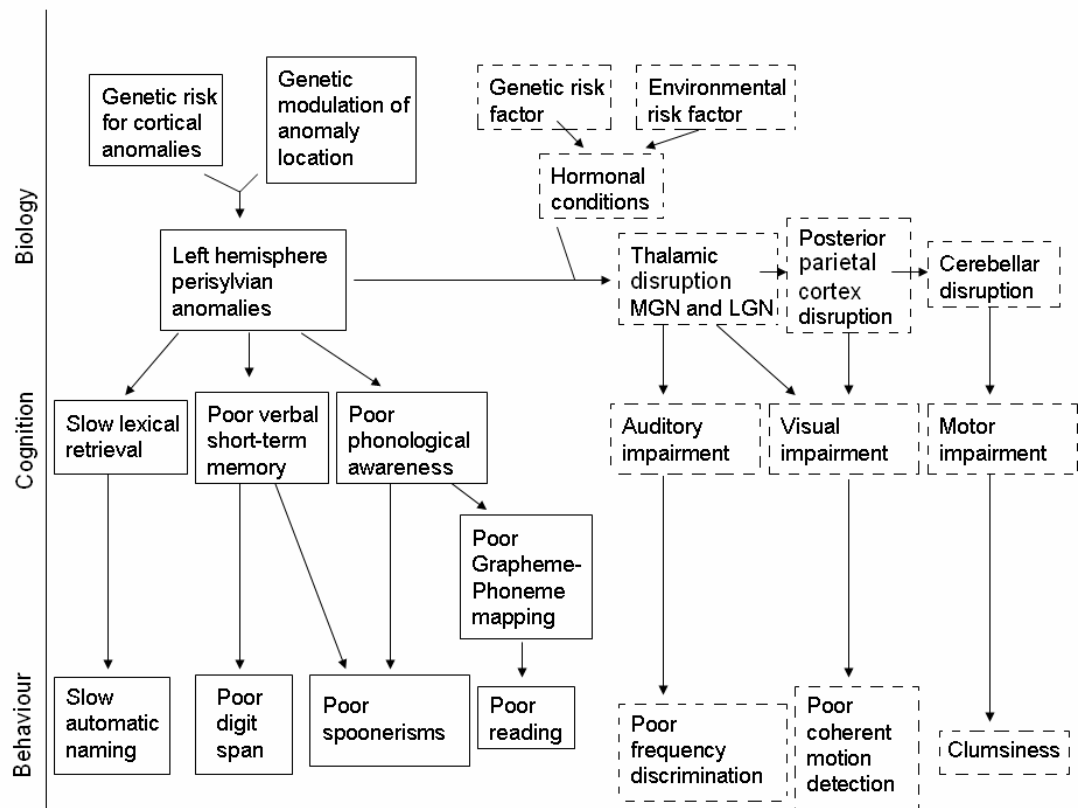 Biology
Genetic risk
for cortical
anomalies
Genetic
modulation of
anomaly
location
Genetic risk
factor
Environmental
risk factor
Hormonal
conditions
Left hemisphere
perisylvian
anomalies
Thalamic
disruption
MGN and LGN
Posterior
parietal
cortex
disruption
Cerebellar
disruption
Cognition
Slow lexical
retrieval
Poor verbal
short-term
memory
Poor
phonological
awareness
Auditory
impairment
Visual
impairment
Motor
impairment
Poor
Grapheme-
Phoneme
mapping
Behaviour
Slow
automatic
naming
Poor
digit
span
Poor
spoonerisms
Poor
reading
Poor
frequency
discrimination
Poor
coherent
motion
detection
Clumsiness